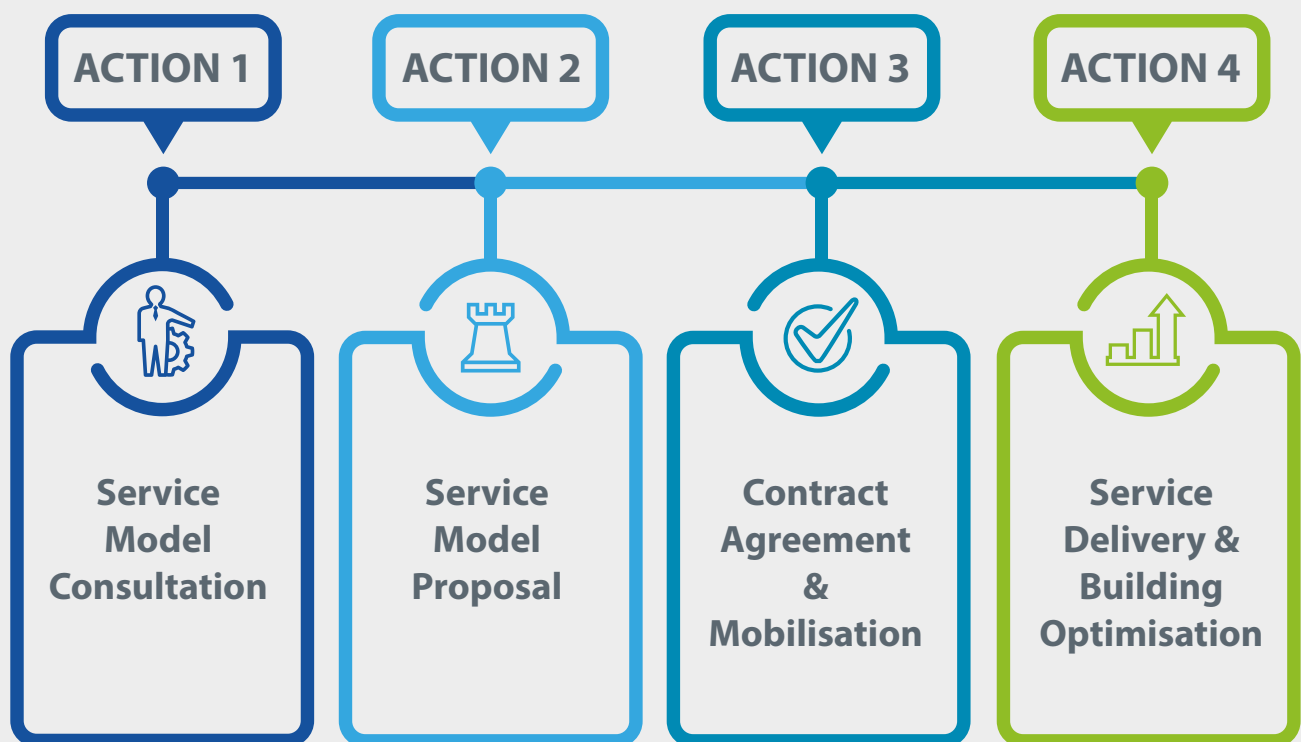 ACTION 1
ACTION 2
ACTION 3
ACTION 4
Service
Model
Consultation
Service
Model
Proposal
Contract
Agreement
&
Mobilisation
Service
Delivery &
Building
Optimisation